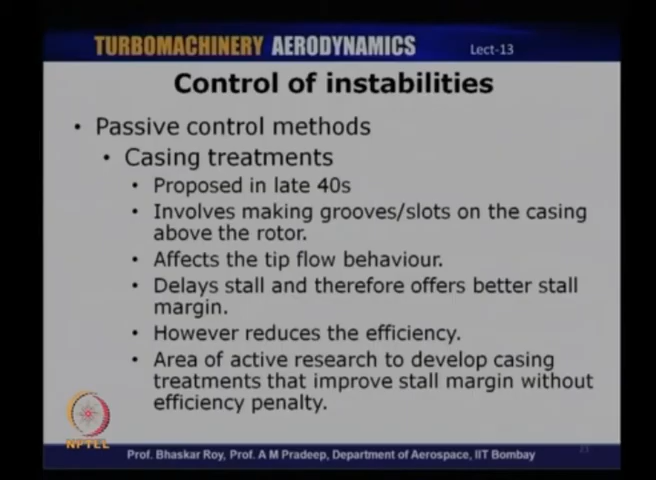 TURBOMACHINERY AERODYNAMICS Lect-13
Control of instabilities
• Passive control methods
• Casing treatments
• Proposed in late 40s
• Involves making grooves/slots on the casing
above the rotor.
• Affects the tip flow behaviour.
• Delays stall and therefore offers better stall
margin.
• However reduces the efficiency.
• Area of active research to develop casing
treatments that improve stall margin without
efficiency penalty.
NPTEL
Prof. Bhaskar Roy, Prof. A M Pradeep, Department of Aerospace, IIT Bombay